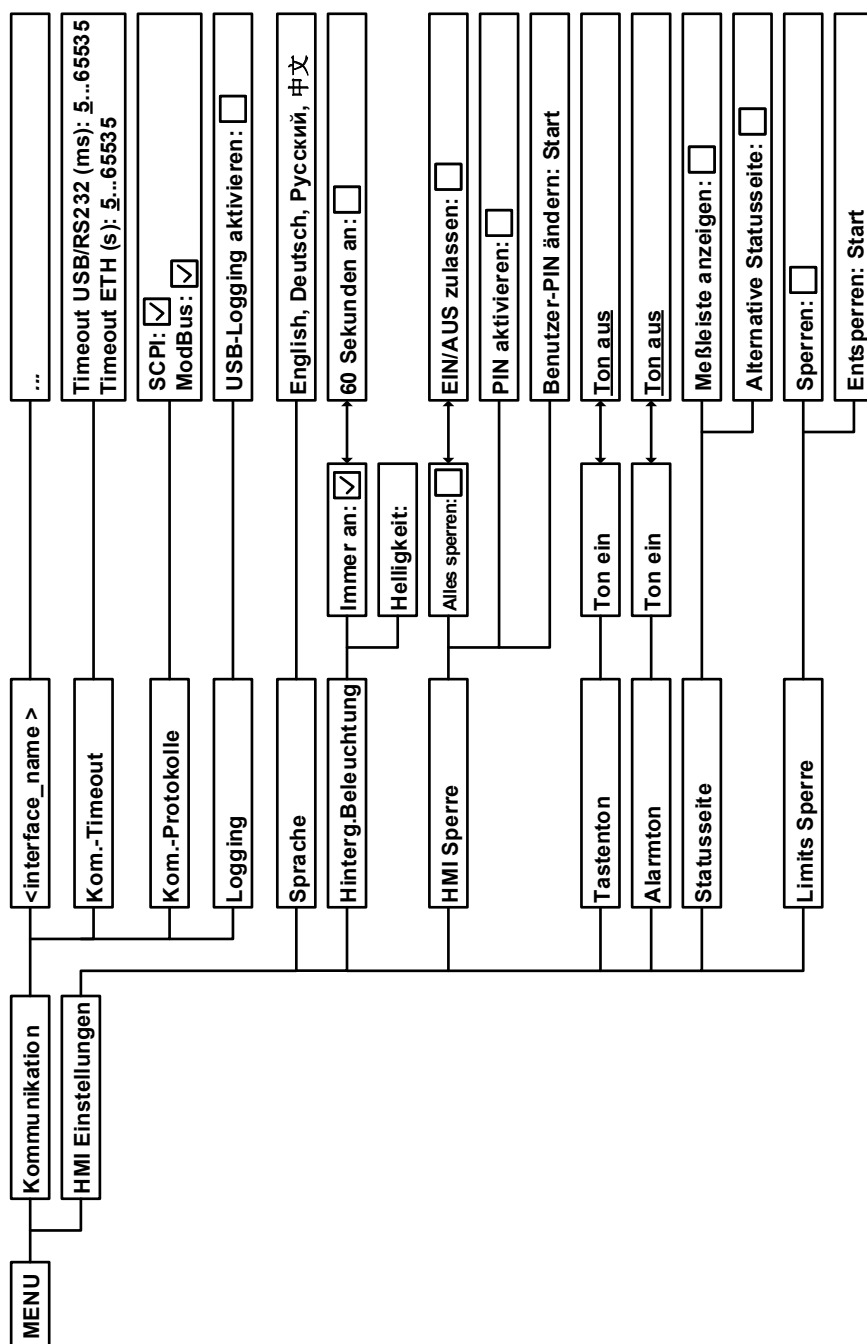 MENU
Kommunikation
<interface_name >
...
Kom.-Timeout
Timeout USB/RS232 (ms): 5...65535
Timeout ETH (s): 5...65535
Kom.-Protokolle
SCPI:
ModBus:
Logging
USB-Logging aktivieren:
HMI Einstellungen
Sprache
English, Deutsch, Русский, 中文
Hinterg.Beleuchtung
Immer an:
60 Sekunden an:
Helligkeit:
HMI Sperre
Alles sperren:
EIN/AUS zulassen:
PIN aktivieren:
Benutzer-PIN ändern: Start
Tastenton
Ton ein
Ton aus
Alarmton
Ton ein
Ton aus
Statusseite
Meßleiste anzeigen:
Alternative Statusseite:
Limits Sperre
Sperren:
Entsperren: Start